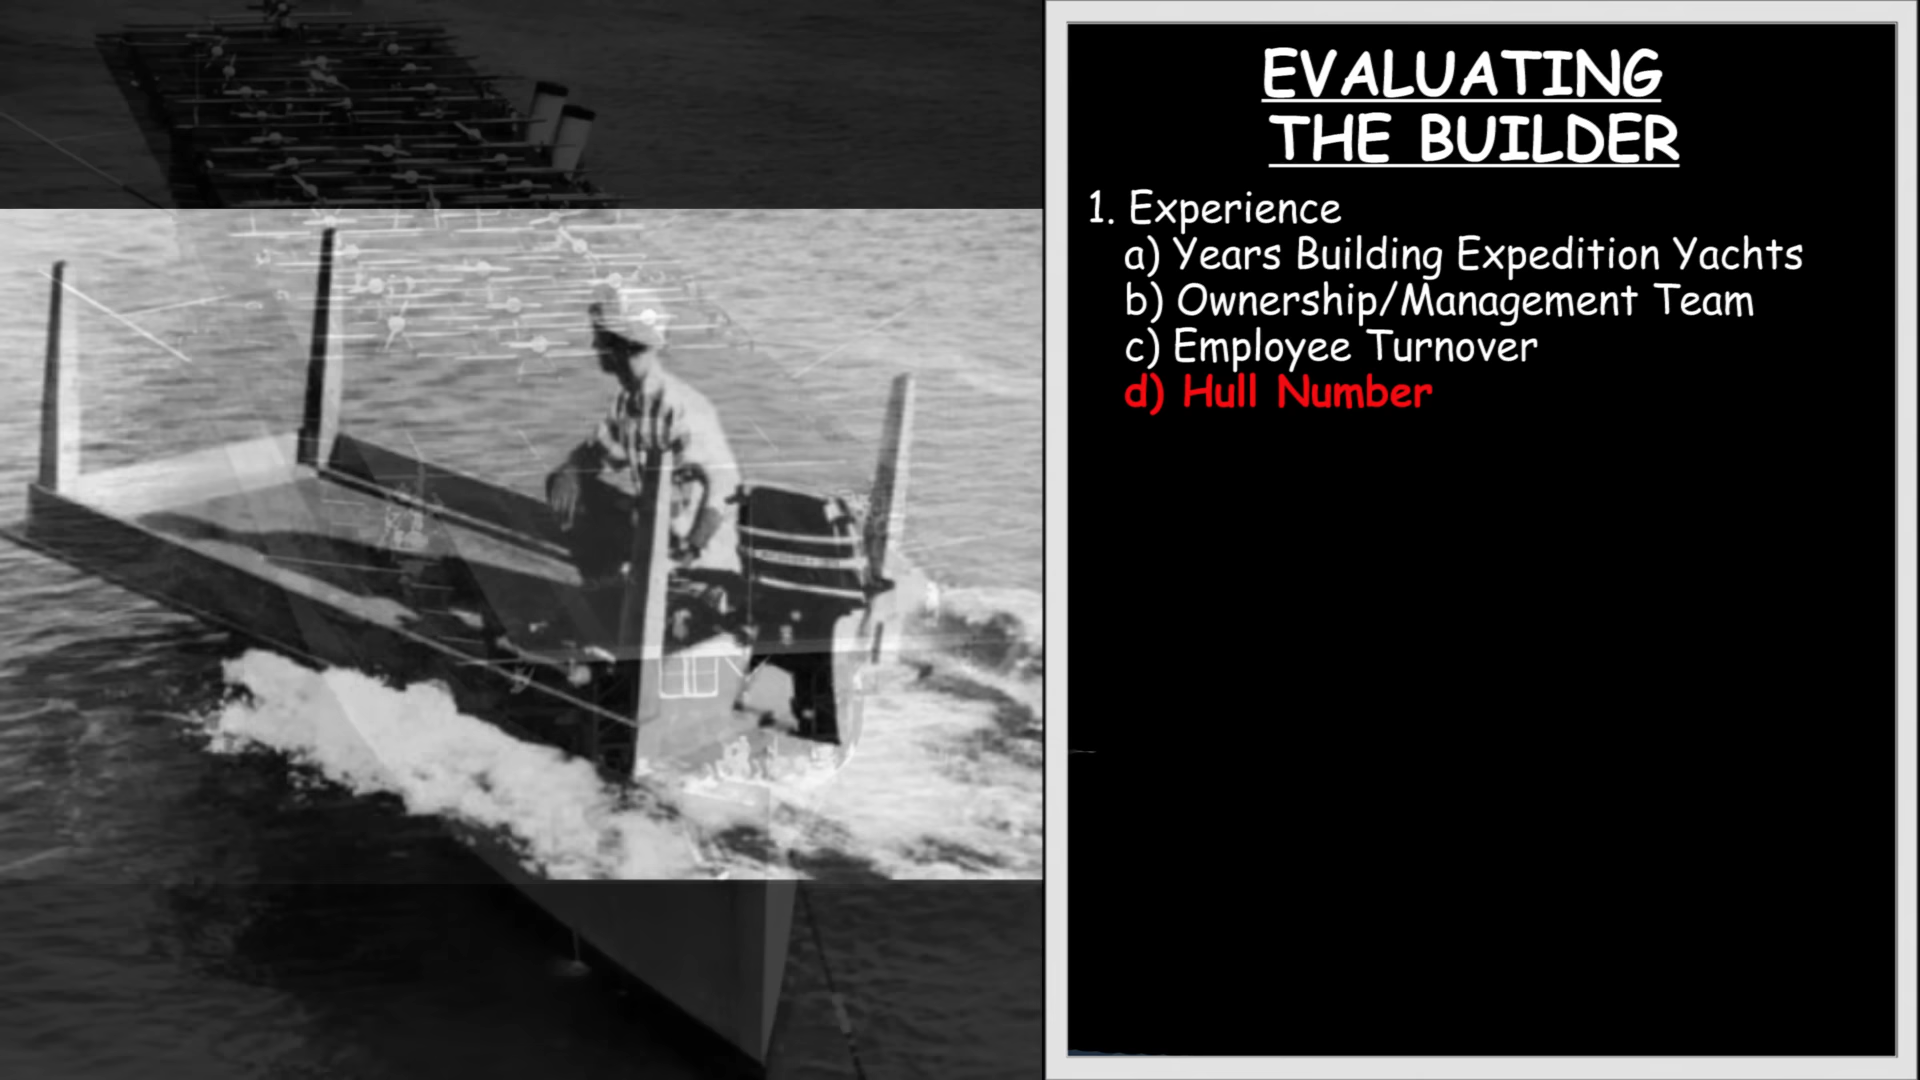 EVALUATING
THE BUILDER
1. Experience
a) Years Building Expedition Yachts
b) Ownership/Management Team
c) Employee Turnover
d) Hull Number